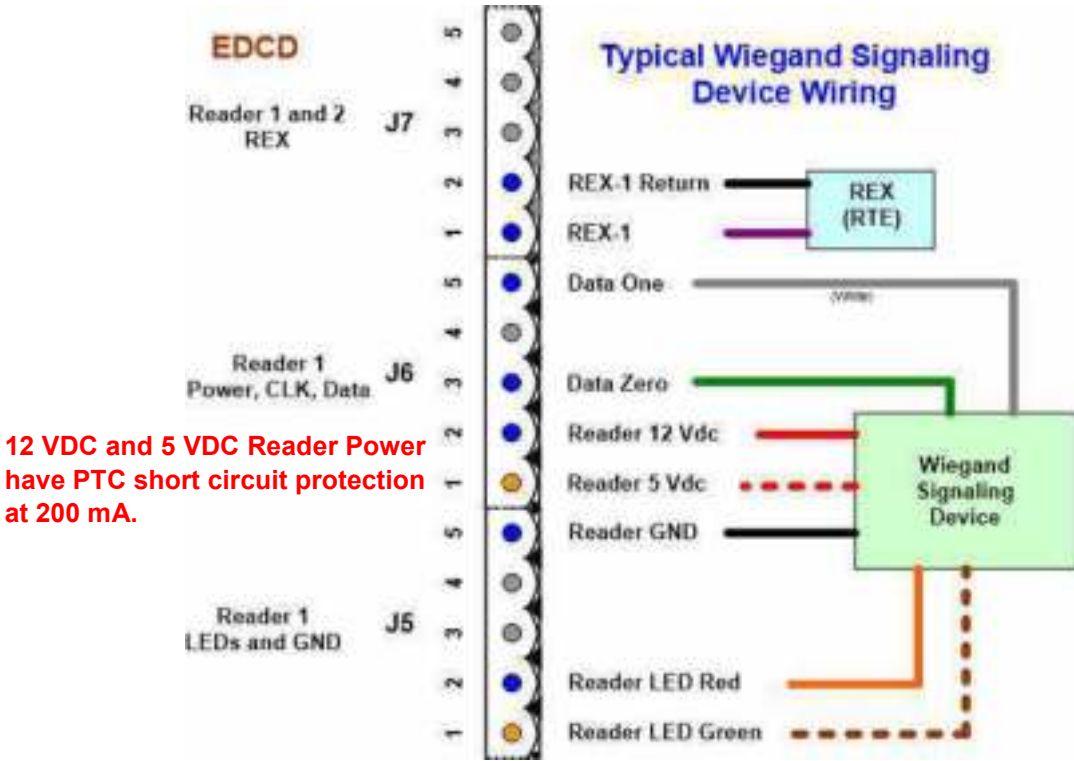 EDCD
Typical Wiegand Signaling
Device Wiring
Reader 1 and 2
REX
J7
5
4
3
2
1
REX-1 Return
REX-1
REX
(RTE)
Data One
(White)
Reader 1
Power, CLK, Data
J6
5
4
3
2
1
Data Zero
Reader 12 Vdc
Reader 5 Vdc
Reader GND
Wiegand
Signaling
Device
12 VDC and 5 VDC Reader Power
have PTC short circuit protection
at 200 mA.
Reader 1
LEDs and GND
J5
5
4
3
2
1
Reader LED Red
Reader LED Green